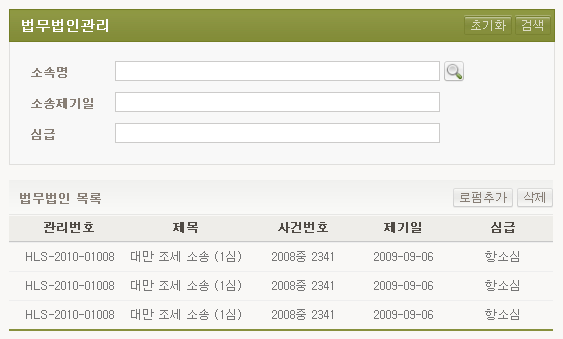 법무법인관리 초기화 검색
소속명
소송제기일
심급
법무법인 목록 로펌추가 삭제
관리번호 제목 사건번호 제기일 심급
HLS-2010-01008 대만 조세 소송 (1심) 2008중 2341 2009-09-06 항소심
HLS-2010-01008 대만 조세 소송 (1심) 2008중 2341 2009-09-06 항소심
HLS-2010-01008 대만 조세 소송 (1심) 2008중 2341 2009-09-06 항소심